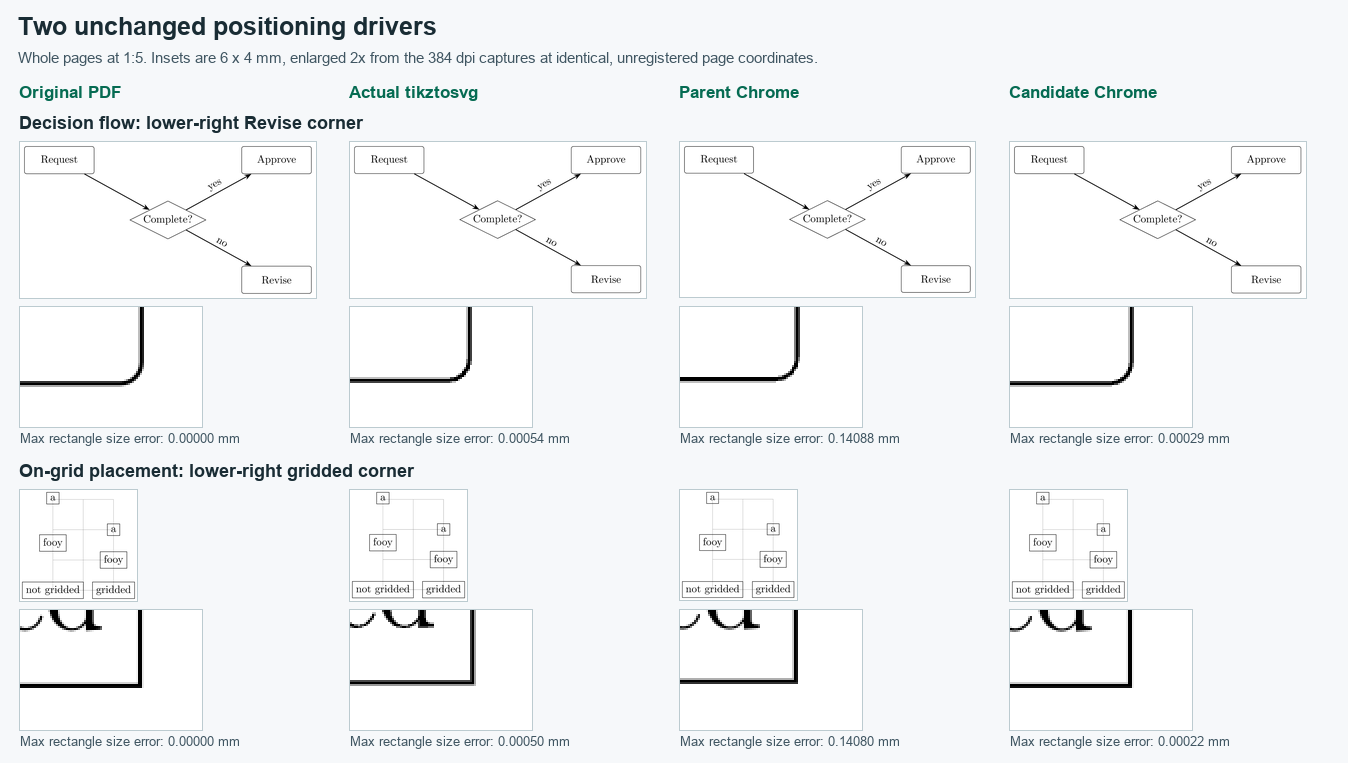 Two unchanged positioning drivers
Whole pages at 1:5. Insets are 6 x 4 mm, enlarged 2x from the 384 dpi captures at identical, unregistered page coordinates.
Original PDF
Actual tikztosvg
Parent Chrome
Candidate Chrome
Decision flow: lower-right Revise corner
Request
Approve
yes
Complete?
no
Revise
Request
Approve
yes
Complete?
no
Revise
Request
Approve
yes
Complete?
no
Revise
Request
Approve
yes
Complete?
no
Revise
Max rectangle size error: 0.00000 mm
Max rectangle size error: 0.00054 mm
Max rectangle size error: 0.14088 mm
Max rectangle size error: 0.00029 mm
On-grid placement: lower-right gridded corner
a
a
fooy
fooy
not gridded
gridded
a
a
fooy
fooy
not gridded
gridded
a
a
fooy
fooy
not gridded
gridded
a
a
fooy
fooy
not gridded
gridded
Max rectangle size error: 0.00000 mm
Max rectangle size error: 0.00050 mm
Max rectangle size error: 0.14080 mm
Max rectangle size error: 0.00022 mm